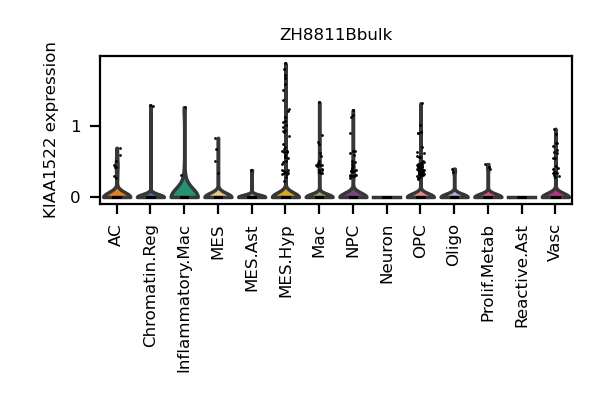 ZH8811Bbulk
KIAA1522 expression
1
0
AC
Chromatin.Reg
Inflammatory.Mac
MES
MES.Ast
MES.Hyp
Mac
NPC
Neuron
OPC
Oligo
Prolif.Metab
Reactive.Ast
Vasc